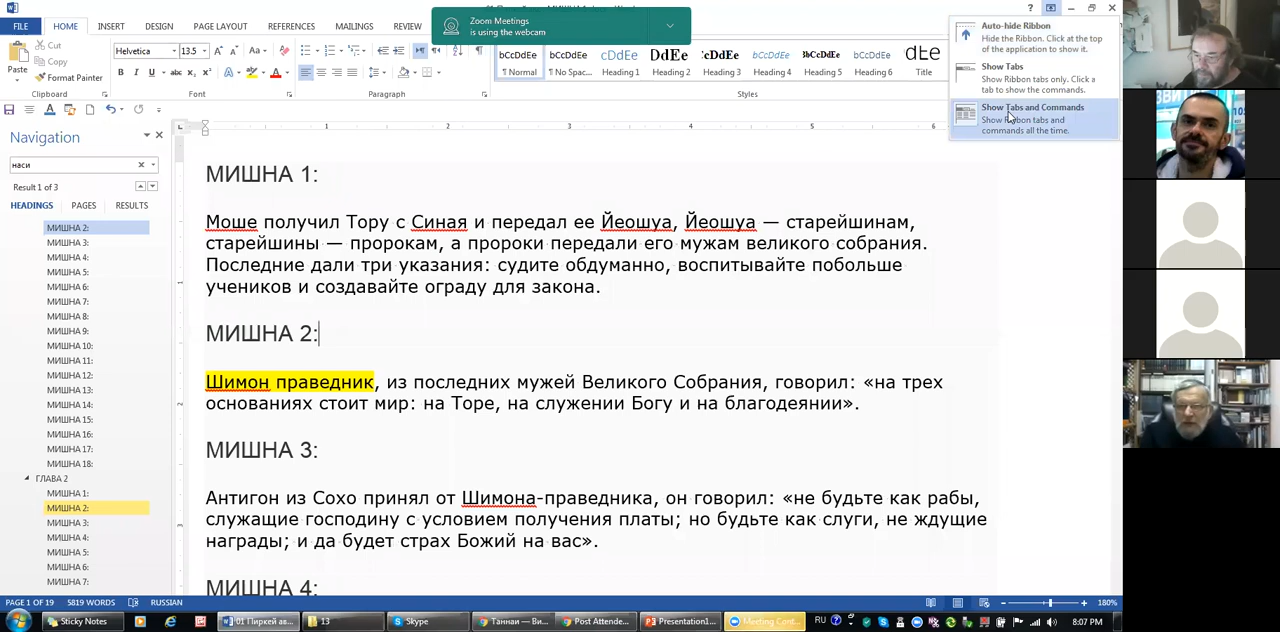 Zoom Meetings
is using the webcam
FILE HOME INSERT DESIGN PAGE LAYOUT REFERENCES MAILINGS REVIEW
Auto-hide Ribbon
Hide the Ribbon. Click at the top
of the application to show it.
Show Tabs
Show Ribbon tabs only. Click a
tab to show the commands.
Show Tabs and Commands
Show Ribbon tabs and
commands all the time.
Paste
Cut
Copy
Format Painter
Clipboard
Helvetica 13.5
Font
Paragraph
¶ Normal ¶ No Spac... Heading 1 Heading 2 Heading 3 Heading 4 Heading 5 Heading 6 Title
Styles
Navigation
наси
Result 1 of 3
HEADINGS PAGES RESULTS
МИШНА 2:
МИШНА 3:
МИШНА 4:
МИШНА 5:
МИШНА 6:
МИШНА 7:
МИШНА 8:
МИШНА 9:
МИШНА 10:
МИШНА 11:
МИШНА 12:
МИШНА 13:
МИШНА 14:
МИШНА 15:
МИШНА 16:
МИШНА 17:
МИШНА 18:
ГЛАВА 2
МИШНА 1:
МИШНА 2:
МИШНА 3:
МИШНА 4:
МИШНА 5:
МИШНА 6:
МИШНА 7:
МИШНА 1:
Моше получил Тору с Синая и передал ее Йеошуа, Йеошуа — старейшинам,
старейшины — пророкам, а пророки передали его мужам великого собрания.
Последние дали три указания: судите обдуманно, воспитывайте побольше
учеников и создавайте ограду для закона.
МИШНА 2:
Шимон праведник, из последних мужей Великого Собрания, говорил: «на трех
основаниях стоит мир: на Торе, на служении Богу и на благодеянии».
МИШНА 3:
Антигон из Сохо принял от Шимона-праведника, он говорил: «не будьте как рабы,
служащие господину с условием получения платы; но будьте как слуги, не ждущие
награды; и да будет страх Божий на вас».
МИШНА 4:
PAGE 1 OF 19 5819 WORDS RUSSIAN 180%
Sticky Notes 01 Пиркей ав... 13 Skype Таннаи — Ви... Post Attende... Presentation1... Meeting Cont... RU 8:07 PM